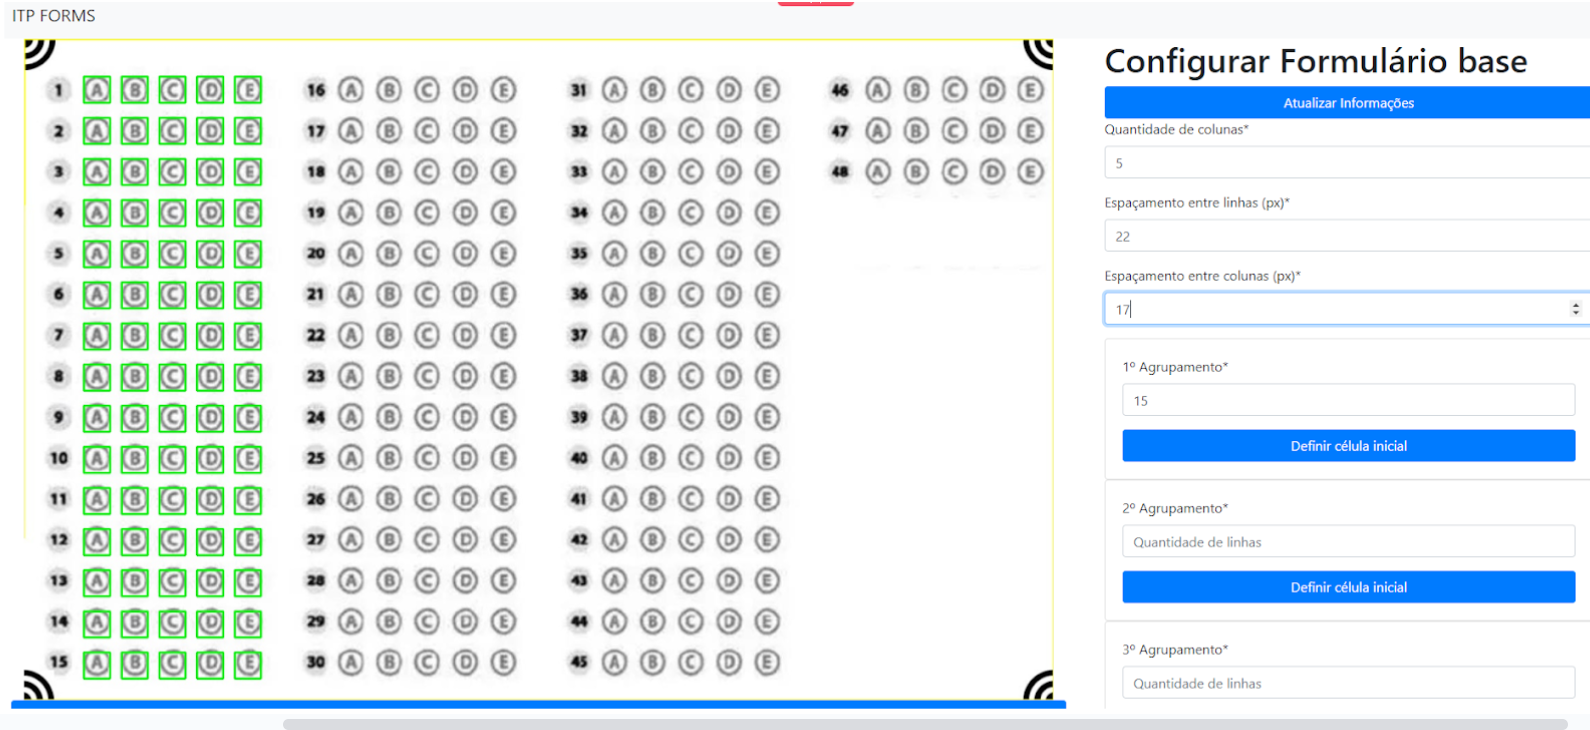 ITP FORMS
1 A B C D E 16 A B C D E 31 A B C D E 46 A B C D E
2 A B C D E 17 A B C D E 32 A B C D E 47 A B C D E
3 A B C D E 18 A B C D E 33 A B C D E 48 A B C D E
4 A B C D E 19 A B C D E 34 A B C D E
5 A B C D E 20 A B C D E 35 A B C D E
6 A B C D E 21 A B C D E 36 A B C D E
7 A B C D E 22 A B C D E 37 A B C D E
8 A B C D E 23 A B C D E 38 A B C D E
9 A B C D E 24 A B C D E 39 A B C D E
10 A B C D E 25 A B C D E 40 A B C D E
11 A B C D E 26 A B C D E 41 A B C D E
12 A B C D E 27 A B C D E 42 A B C D E
13 A B C D E 28 A B C D E 43 A B C D E
14 A B C D E 29 A B C D E 44 A B C D E
15 A B C D E 30 A B C D E 45 A B C D E
Configurar Formulário base
Atualizar Informações
Quantidade de colunas*
5
Espaçamento entre linhas (px)*
22
Espaçamento entre colunas (px)*
17
1º Agrupamento*
15
Definir célula inicial
2º Agrupamento*
Quantidade de linhas
Definir célula inicial
3º Agrupamento*
Quantidade de linhas